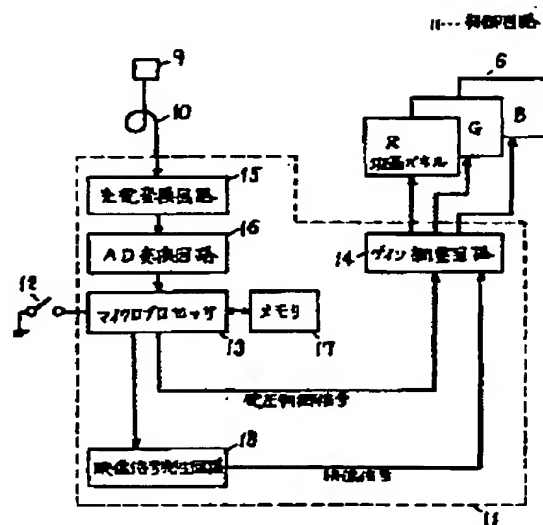 11…制御回路
9
6
10
B
G
R
液晶パネル
15
光電変換回路
16
AD変換回路
14
ゲイン調整回路
12
マイクロプロセッサ
メモリ
13
17
電圧制御信号
18
映像信号発生回路
映像信号
11